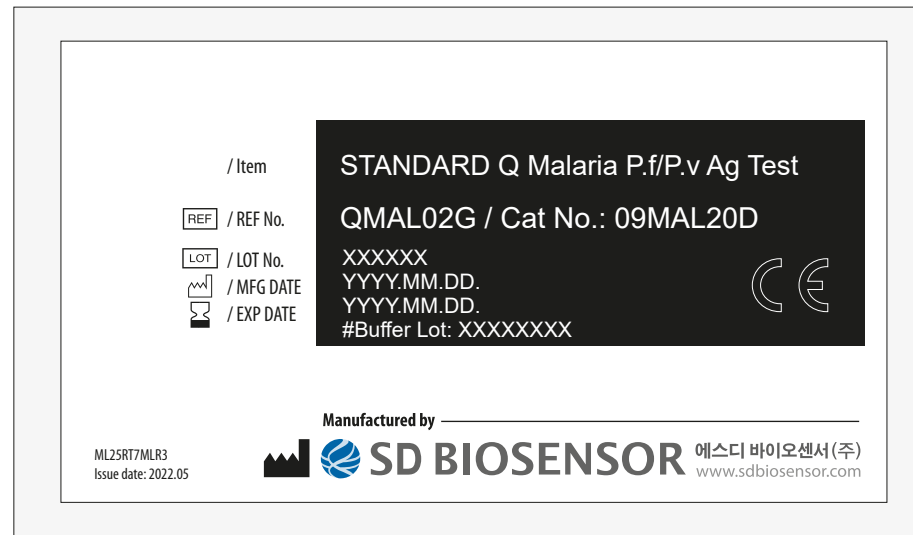 / Item STANDARD Q Malaria P.f/P.v Ag Test
REF / REF No. QMAL02G / Cat No.: 09MAL20D
LOT / LOT No. XXXXXX
/ MFG DATE YYYY.MM.DD.
/ EXP DATE YYYY.MM.DD.
#Buffer Lot: XXXXXXXX
CE
Manufactured by
SD BIOSENSOR 에스디 바이오센서(주)
www.sdbiosensor.com
ML25RT7MLR3
Issue date: 2022.05